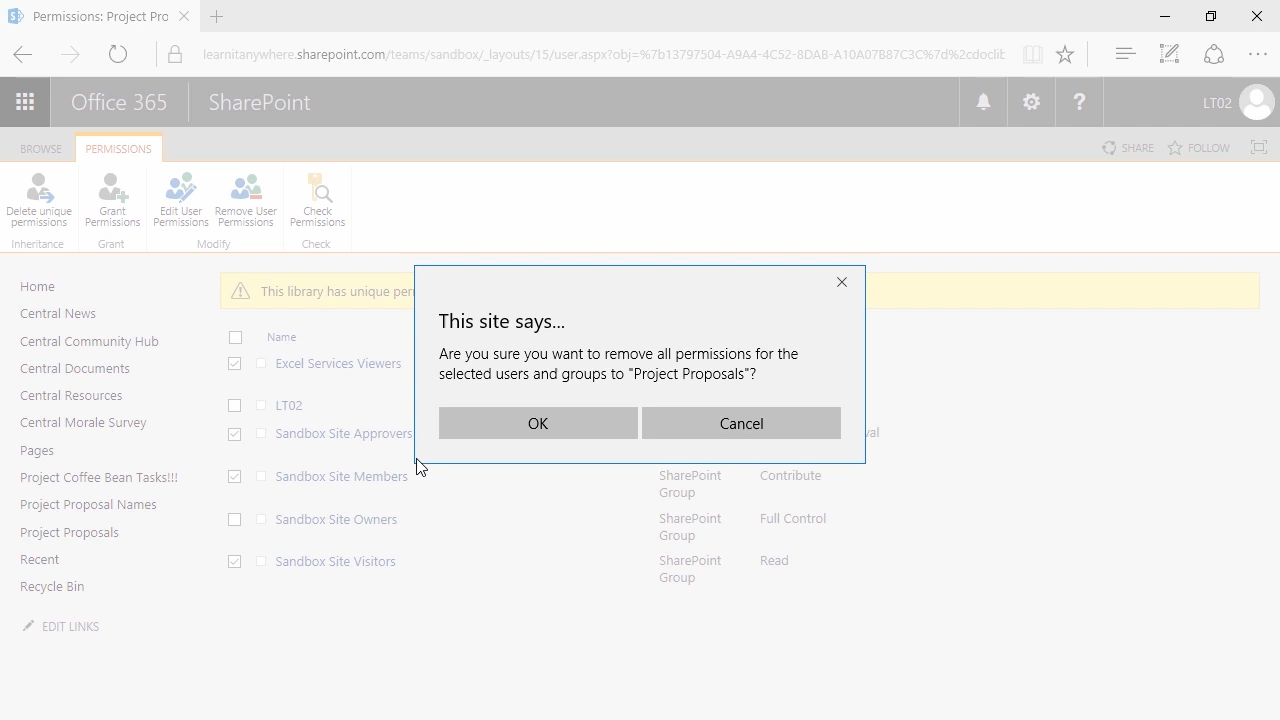 Permissions: Project Pro
learnitanywhere.sharepoint.com/teams/sandbox/_layouts/15/user.aspx?obj=%7b13797504-A9A4-4C52-8DAB-A10A07B87C3C%7d%2cdoclib
Office 365
SharePoint
?
LT02
BROWSE
PERMISSIONS
SHARE
FOLLOW
Delete unique
permissions
Grant
Permissions
Edit User
Permissions
Remove User
Permissions
Check
Permissions
Inheritance
Grant
Modify
Check
Home
Central News
Central Community Hub
Central Documents
Central Resources
Central Morale Survey
Pages
Project Coffee Bean Tasks!!!
Project Proposal Names
Project Proposals
Recent
Recycle Bin
EDIT LINKS
This library has unique per
Name
Excel Services Viewers
LT02
Sandbox Site Approvers
val
Sandbox Site Members
SharePoint
Group
Contribute
Sandbox Site Owners
SharePoint
Group
Full Control
Sandbox Site Visitors
SharePoint
Group
Read
This site says...
Are you sure you want to remove all permissions for the
selected users and groups to "Project Proposals"?
OK
Cancel